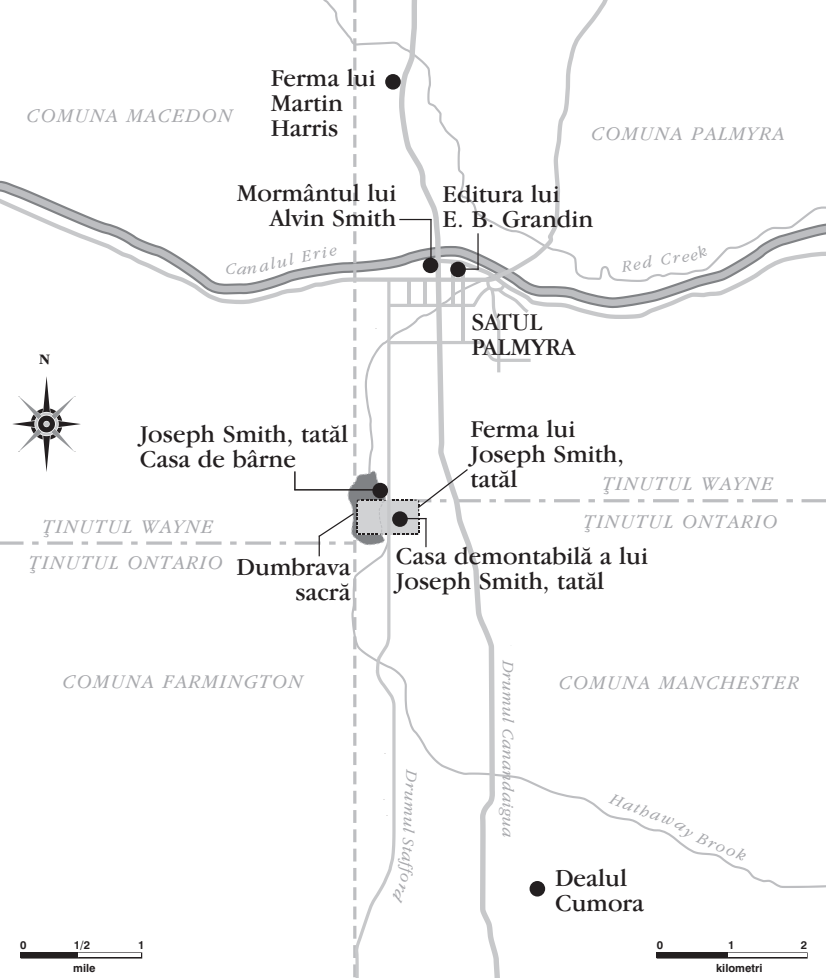 Ferma lui
Martin
Harris
COMUNA MACEDON
COMUNA PALMYRA
Mormântul lui
Alvin Smith
Editura lui
E. B. Grandin
Canalul Erie
Red Creek
SATUL
PALMYRA
N
Joseph Smith, tatăl
Casa de bârne
Ferma lui
Joseph Smith,
tatăl
ŢINUTUL WAYNE
ŢINUTUL ONTARIO
ŢINUTUL WAYNE
ŢINUTUL ONTARIO
Dumbrava
sacră
Casa demontabilă a lui
Joseph Smith, tatăl
COMUNA FARMINGTON
COMUNA MANCHESTER
Drumul Canandaigua
Drumul Stafford
Hathaway Brook
Dealul
Cumora
0 1/2 1
mile
0 1 2
kilometri